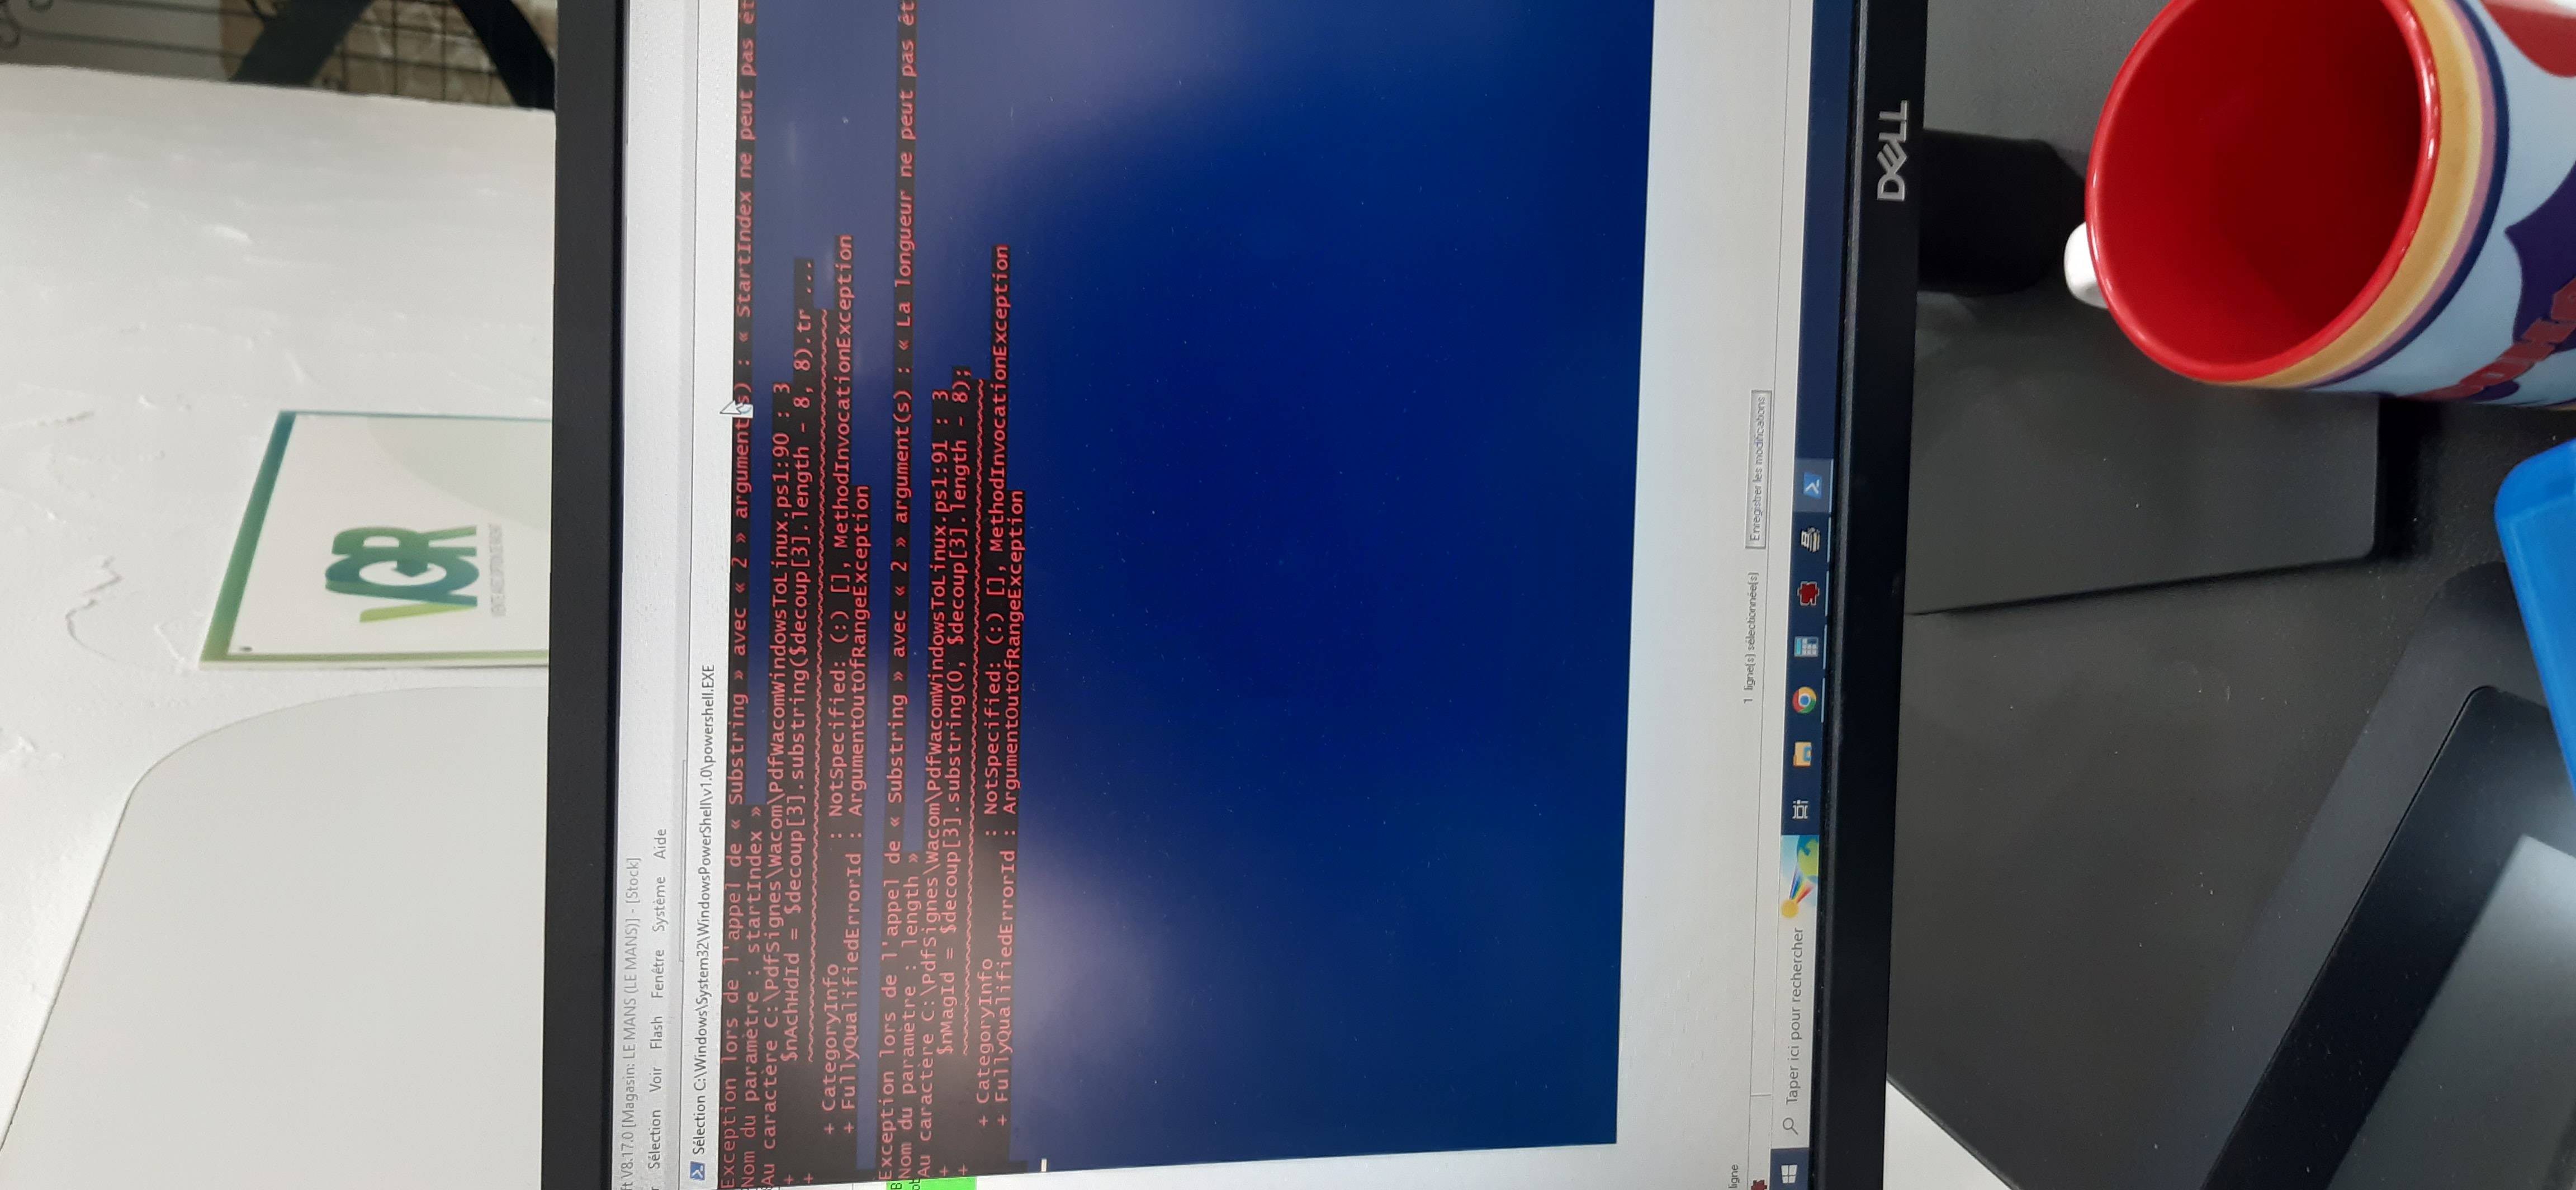 VGR
VENTE AVEC OPTION DE RACHAT
ft V8.17.0 [Magasin: LE MANS (LE MANS)] - [Stock]
r Sélection Voir Flash Fenêtre Système Aide
Sélection C:\Windows\System32\WindowsPowerShell\v1.0\powershell.EXE
Exception lors de l'appel de « Substring » avec « 2 » argument(s) : « StartIndex ne peut pas êt
Nom du paramètre : startIndex »
Au caractère C:\PdfSignes\Wacom\PdfWacomWindowsToLinux.ps1:90 : 3
+ $nAchHdId = $decoup[3].substring($decoup[3].length - 8, 8).tr ...
+ ~~~~~~~~~~~~~~~~~~~~~~~~~~~~~~~~~~~~~~~~~~~~~~~~~~~~~~~~~~~~~
+ CategoryInfo : NotSpecified: (:) [], MethodInvocationException
+ FullyQualifiedErrorId : ArgumentOutOfRangeException
Exception lors de l'appel de « Substring » avec « 2 » argument(s) : « La longueur ne peut pas êt
Nom du paramètre : length »
Au caractère C:\PdfSignes\Wacom\PdfWacomWindowsToLinux.ps1:91 : 3
+ $nMagId = $decoup[3].substring(0, $decoup[3].length - 8);
+ ~~~~~~~~~~~~~~~~~~~~~~~~~~~~~~~~~~~~~~~~~~~~~~~~~~~~~~~~~
+ CategoryInfo : NotSpecified: (:) [], MethodInvocationException
+ FullyQualifiedErrorId : ArgumentOutOfRangeException
ligne
1 ligne(s) sélectionnée(s) Enregistrer les modifications
Taper ici pour rechercher
DELL